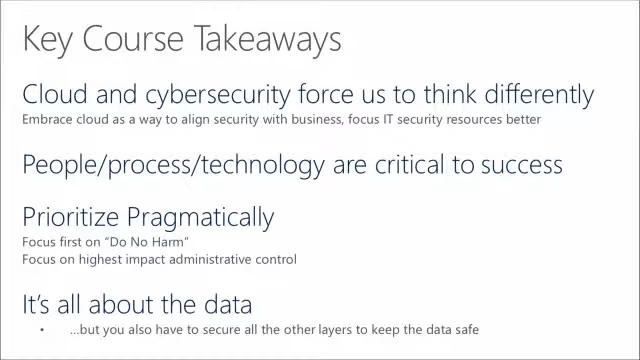 Key Course Takeaways
Cloud and cybersecurity force us to think differently
Embrace cloud as a way to align security with business, focus IT security resources better
People/process/technology are critical to success
Prioritize Pragmatically
Focus first on “Do No Harm”
Focus on highest impact administrative control
It’s all about the data
• …but you also have to secure all the other layers to keep the data safe